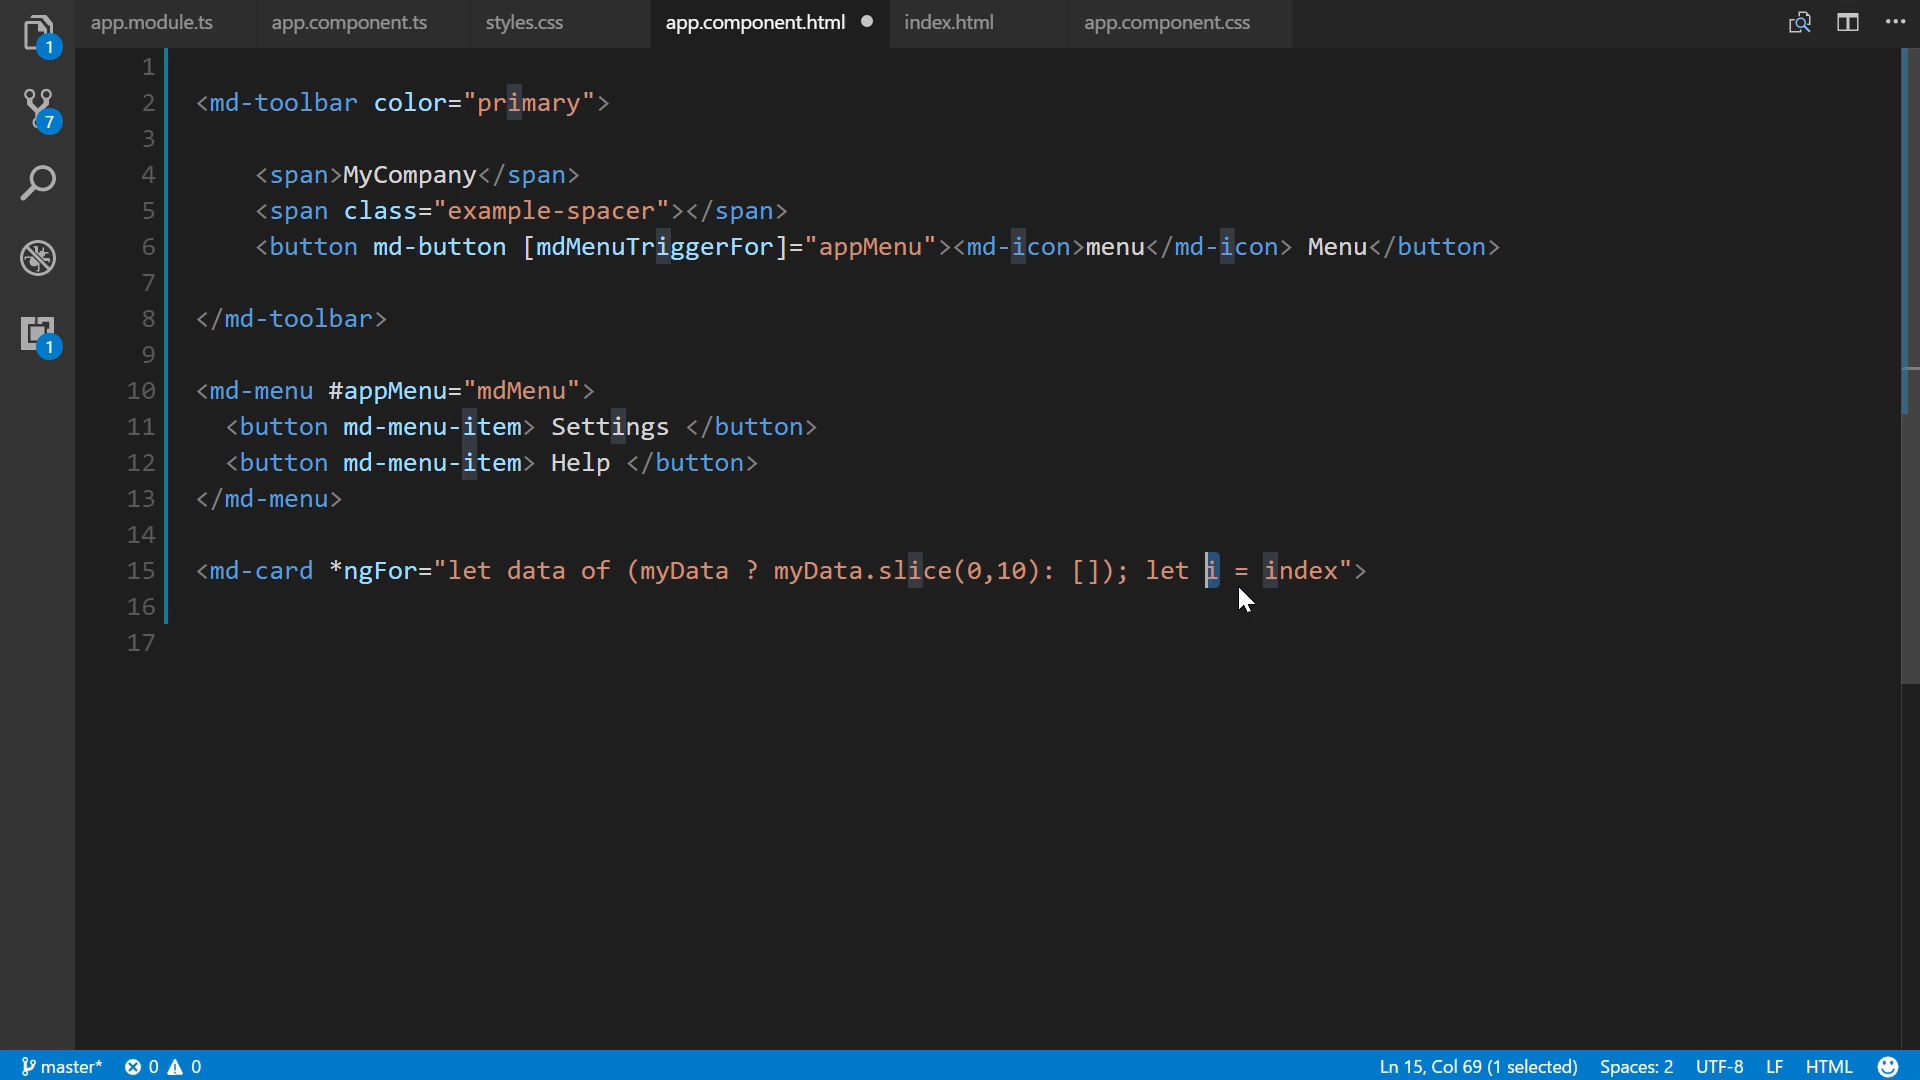 app.module.ts app.component.ts styles.css app.component.html index.html app.component.css
1
1
2 <md-toolbar color="primary">
7
3
4 <span>MyCompany</span>
5 <span class="example-spacer"></span>
6 <button md-button [mdMenuTriggerFor]="appMenu"><md-icon>menu</md-icon> Menu</button>
7
8 </md-toolbar>
1
9
10 <md-menu #appMenu="mdMenu">
11 <button md-menu-item> Settings </button>
12 <button md-menu-item> Help </button>
13 </md-menu>
14
15 <md-card *ngFor="let data of (myData ? myData.slice(0,10): []); let i = index">
16
17
master* 0 0 Ln 15, Col 69 (1 selected) Spaces: 2 UTF-8 LF HTML